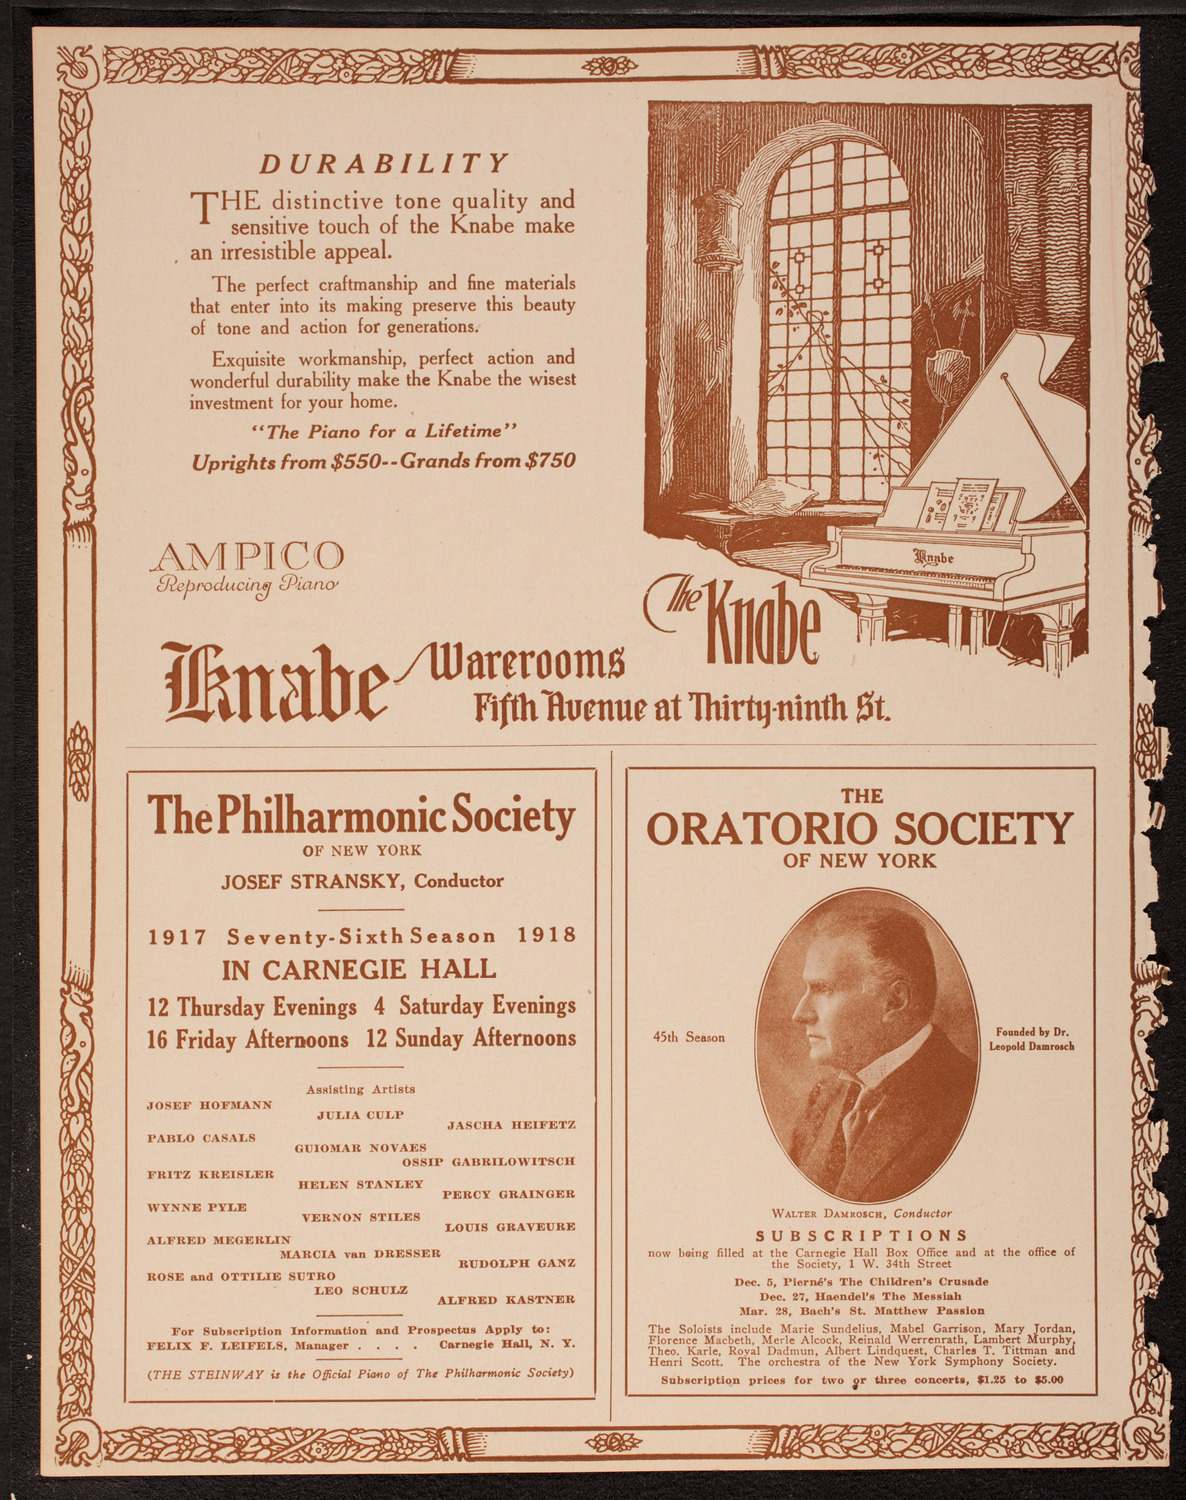 DURABILITY
THE distinctive tone quality and
sensitive touch of the Knabe make
an irresistible appeal.
The perfect craftmanship and fine materials
that enter into its making preserve this beauty
of tone and action for generations.
Exquisite workmanship, perfect action and
wonderful durability make the Knabe the wisest
investment for your home.
"The Piano for a Lifetime"
Uprights from $550--Grands from $750
AMPICO
Reproducing Piano
Knabe
The Knabe
Knabe Warerooms
Fifth Avenue at Thirty-ninth St.
The Philharmonic Society
OF NEW YORK
JOSEF STRANSKY, Conductor
1917 Seventy-Sixth Season 1918
IN CARNEGIE HALL
12 Thursday Evenings 4 Saturday Evenings
16 Friday Afternoons 12 Sunday Afternoons
Assisting Artists
JOSEF HOFMANN
JULIA CULP
JASCHA HEIFETZ
PABLO CASALS
GUIOMAR NOVAES
OSSIP GABRILOWITSCH
FRITZ KREISLER
HELEN STANLEY
PERCY GRAINGER
WYNNE PYLE
VERNON STILES
LOUIS GRAVEURE
ALFRED MEGERLIN
MARCIA van DRESSER
RUDOLPH GANZ
ROSE and OTTILIE SUTRO
LEO SCHULZ
ALFRED KASTNER
For Subscription Information and Prospectus Apply to:
FELIX F. LEIFELS, Manager . . . . Carnegie Hall, N. Y.
(THE STEINWAY is the Official Piano of The Philharmonic Society)
THE
ORATORIO SOCIETY
OF NEW YORK
45th Season
Founded by Dr.
Leopold Damrosch
WALTER DAMROSCH, Conductor
SUBSCRIPTIONS
now being filled at the Carnegie Hall Box Office and at the office of
the Society, 1 W. 34th Street
Dec. 5, Pierné's The Children's Crusade
Dec. 27, Haendel's The Messiah
Mar. 28, Bach's St. Matthew Passion
The Soloists include Marie Sundelius, Mabel Garrison, Mary Jordan,
Florence Macbeth, Merle Alcock, Reinald Werrenrath, Lambert Murphy,
Theo. Karle, Royal Dadmun, Albert Lindquest, Charles T. Tittman and
Henri Scott. The orchestra of the New York Symphony Society.
Subscription prices for two or three concerts, $1.25 to $5.00